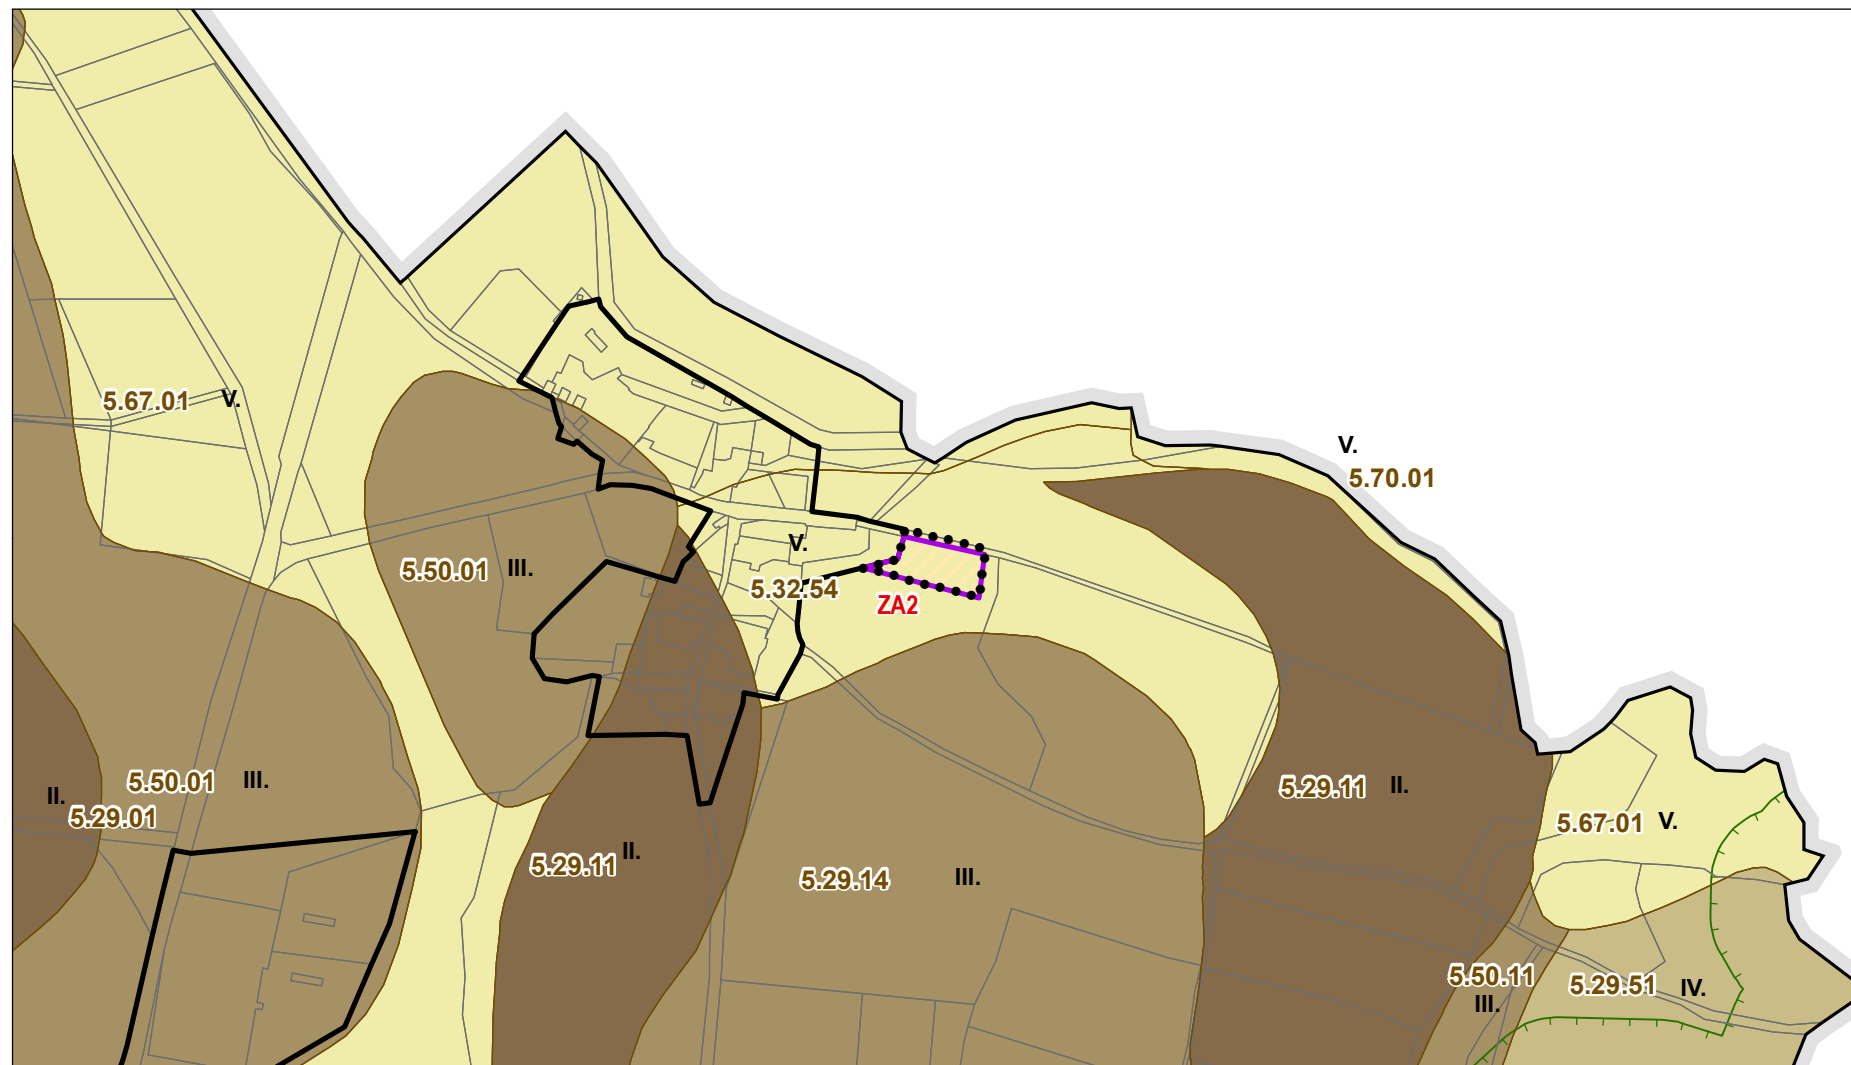 5.67.01 V.
V.
5.70.01
5.50.01 III.
V.
5.32.54
ZA2
5.50.01 III.
II.
5.29.01
5.29.11 II.
5.29.14 III.
5.29.11 II.
5.67.01 V.
5.50.11
III.
5.29.51 IV.